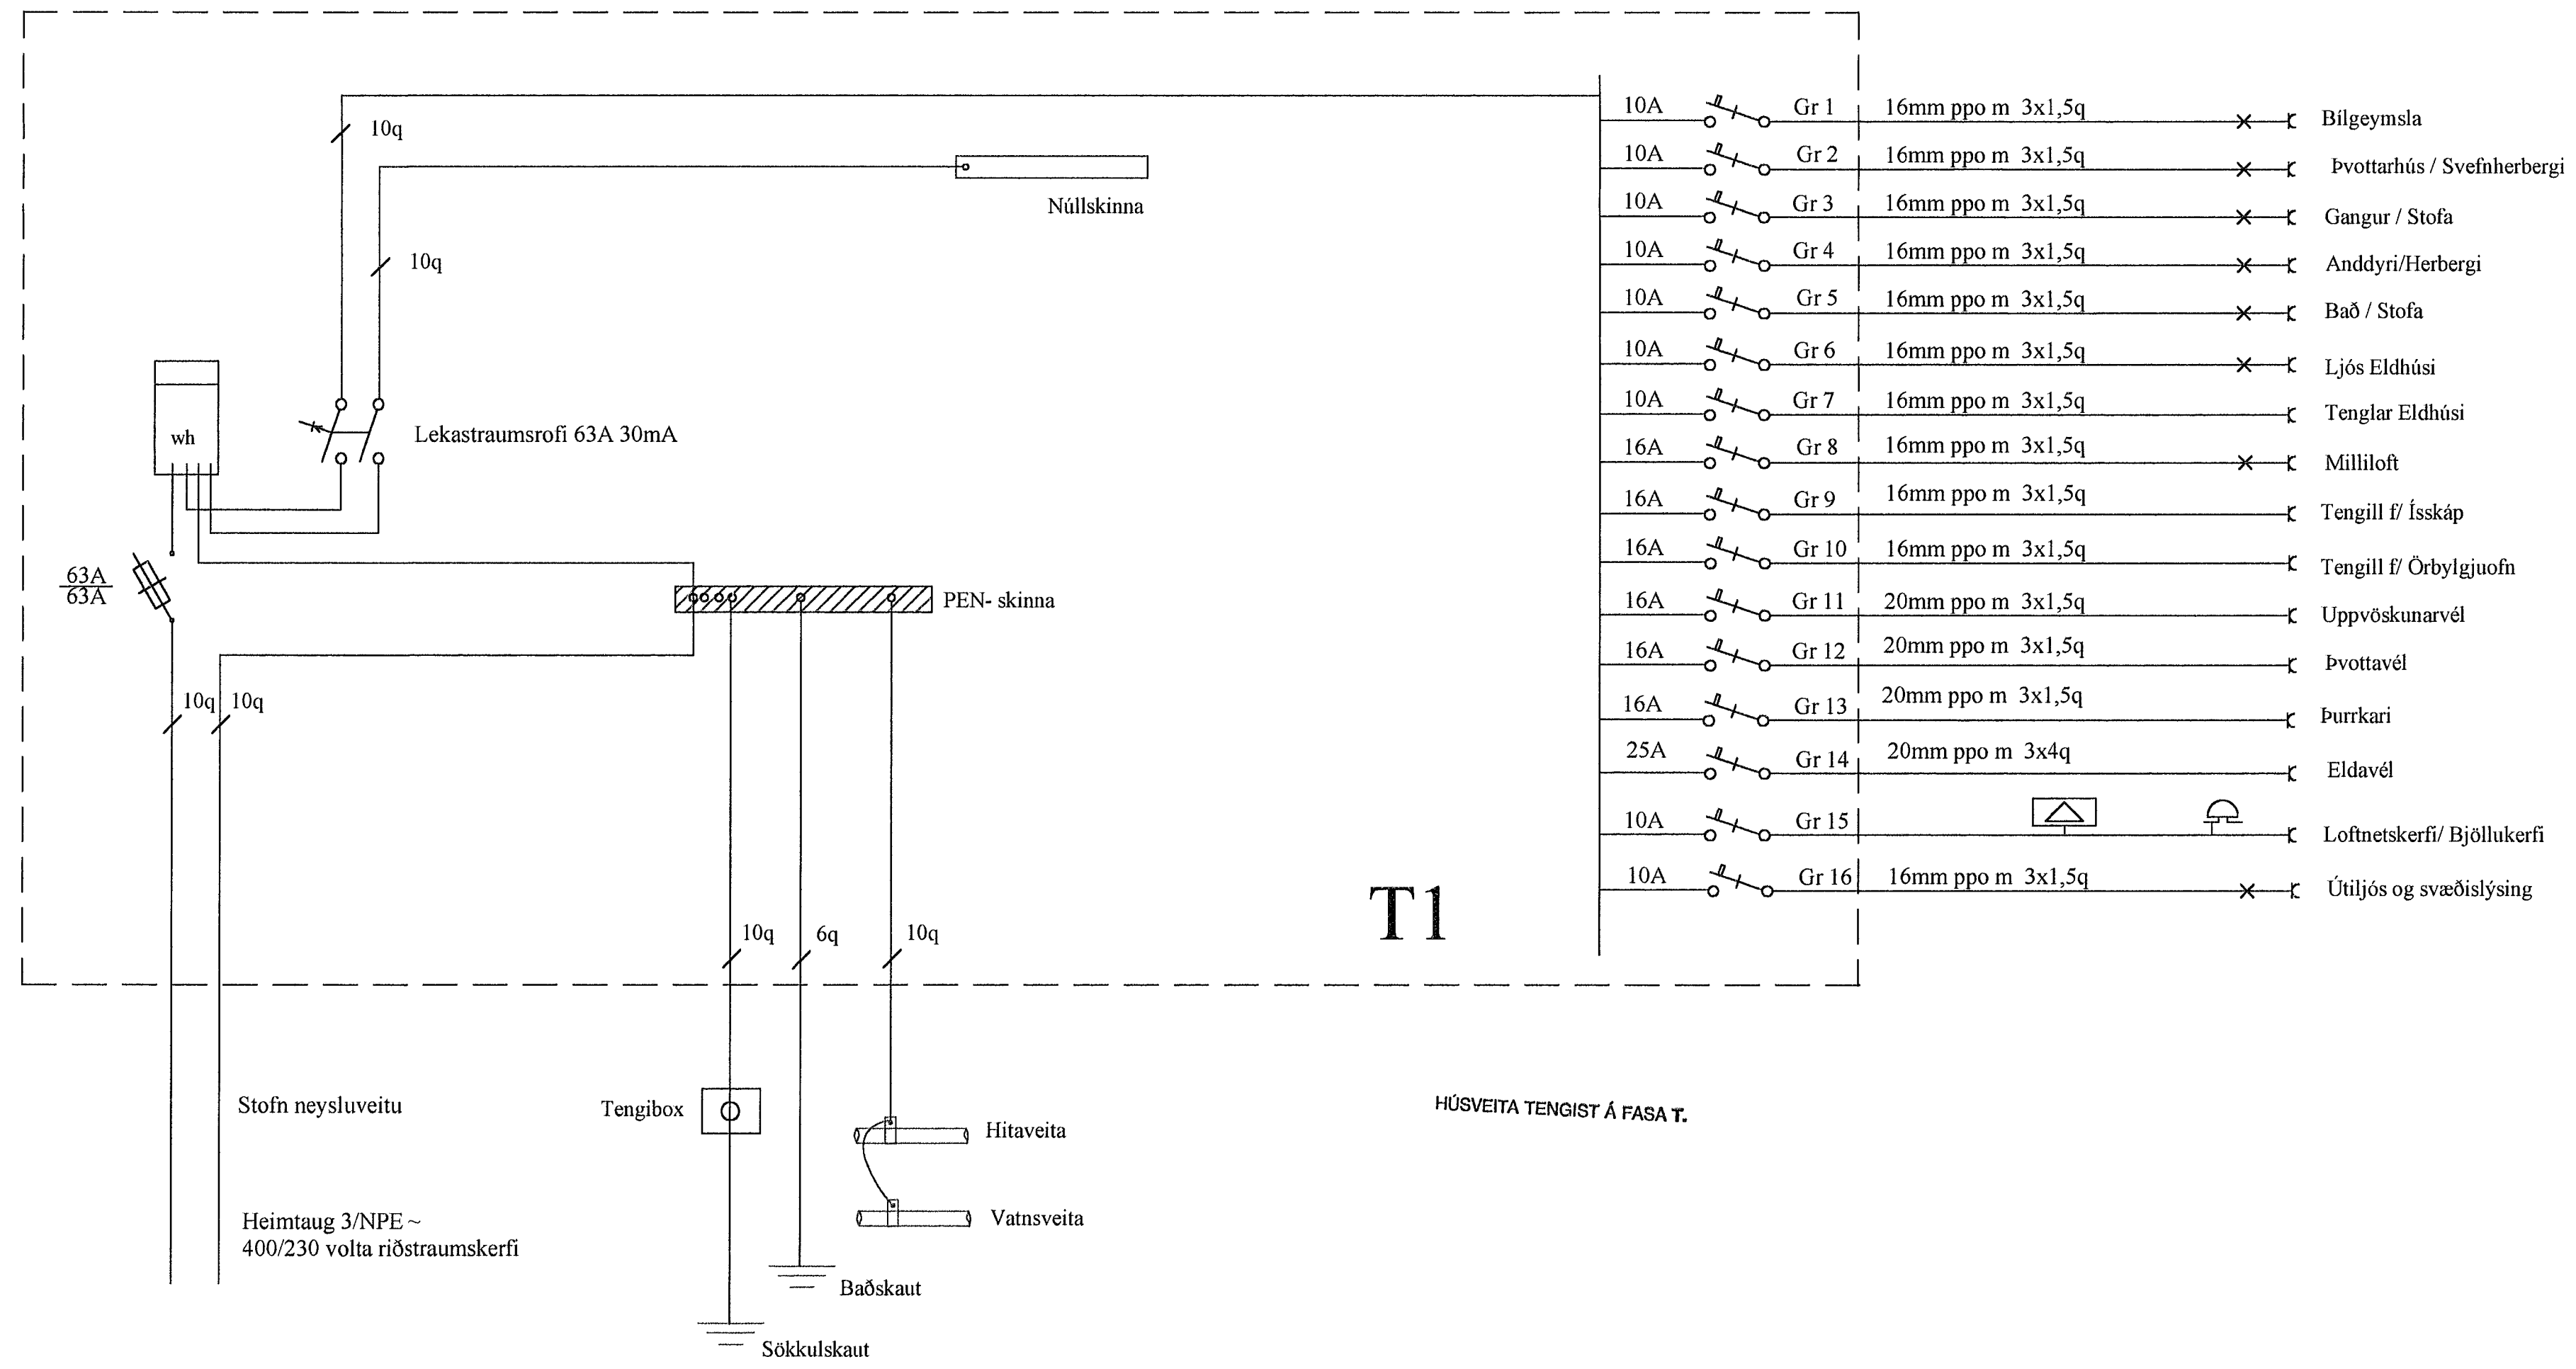 10A Gr 1 16mm ppo m 3x1,5q Bílgeymsla
10A Gr 2 16mm ppo m 3x1,5q Þvottarhús / Svefnherbergi
10A Gr 3 16mm ppo m 3x1,5q Gangur / Stofa
10A Gr 4 16mm ppo m 3x1,5q Anddyri/Herbergi
10A Gr 5 16mm ppo m 3x1,5q Bað / Stofa
10A Gr 6 16mm ppo m 3x1,5q Ljós Eldhúsi
10A Gr 7 16mm ppo m 3x1,5q Tenglar Eldhúsi
16A Gr 8 16mm ppo m 3x1,5q Milliloft
16A Gr 9 16mm ppo m 3x1,5q Tengill f/ Ísskáp
16A Gr 10 16mm ppo m 3x1,5q Tengill f/ Örbylgjuofn
16A Gr 11 20mm ppo m 3x1,5q Uppvöskunarvél
16A Gr 12 20mm ppo m 3x1,5q Þvottavél
16A Gr 13 20mm ppo m 3x1,5q Þurrkari
25A Gr 14 20mm ppo m 3x4q Eldavél
10A Gr 15 Loftnetskerfi/ Bjöllukerfi
10A Gr 16 16mm ppo m 3x1,5q Útiljós og svæðislýsing
10q
Núllskinna
10q
wh
Lekastraumsrofi 63A 30mA
63A
63A
PEN- skinna
10q 10q
T1
10q 6q 10q
Stofn neysluveitu
Tengibox
Hitaveita
HÚSVEITA TENGIST Á FASA T.
Vatnsveita
Heimtaug 3/NPE ~
400/230 volta riðstraumskerfi
Baðskaut
Sökkulskaut